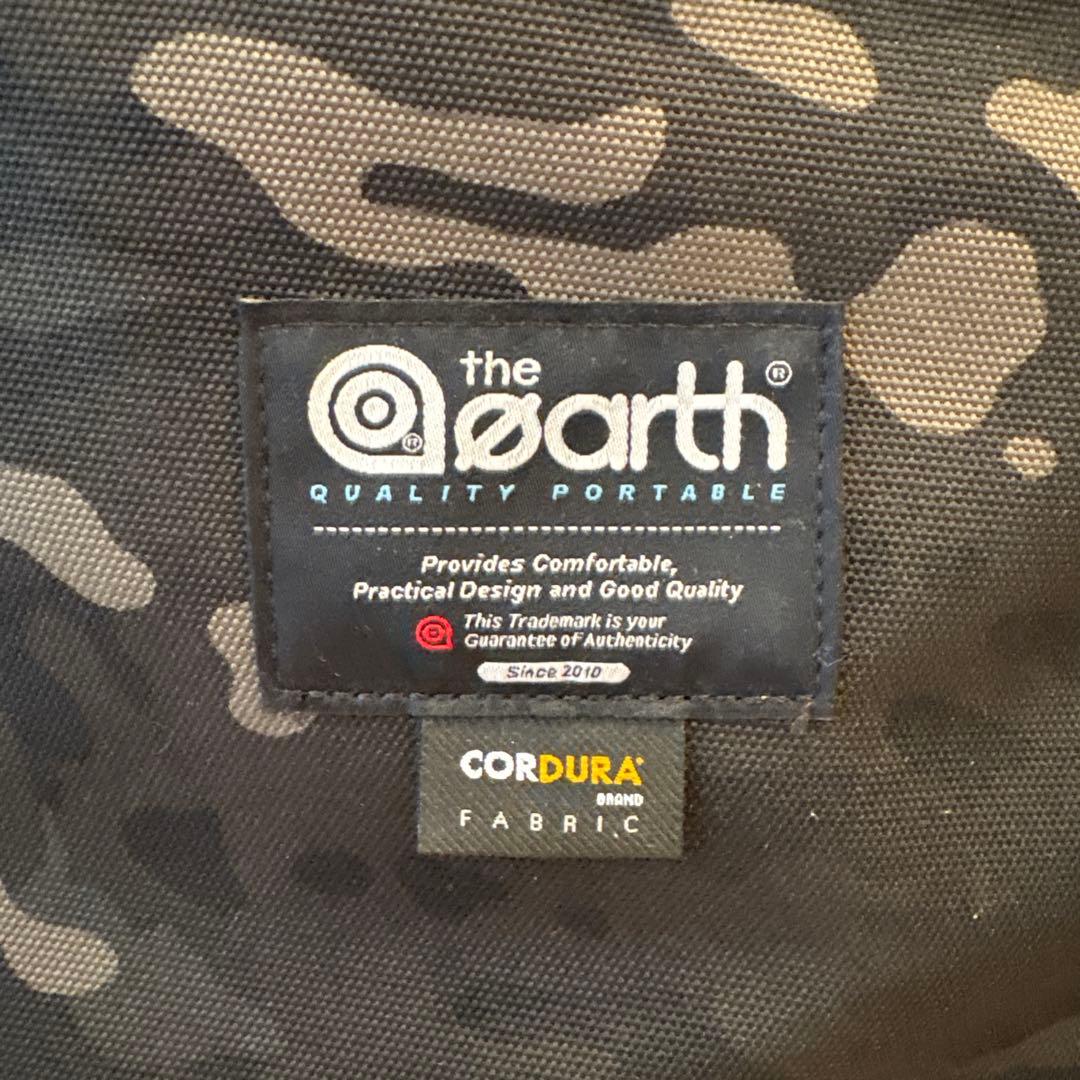 the
øarth®
®
QUALITY PORTABLE
Provides Comfortable,
Practical Design and Good Quality
This Trademark is your
Guarantee of Authenticity
Since 2010
CORDURA®
BRAND
FABRIC